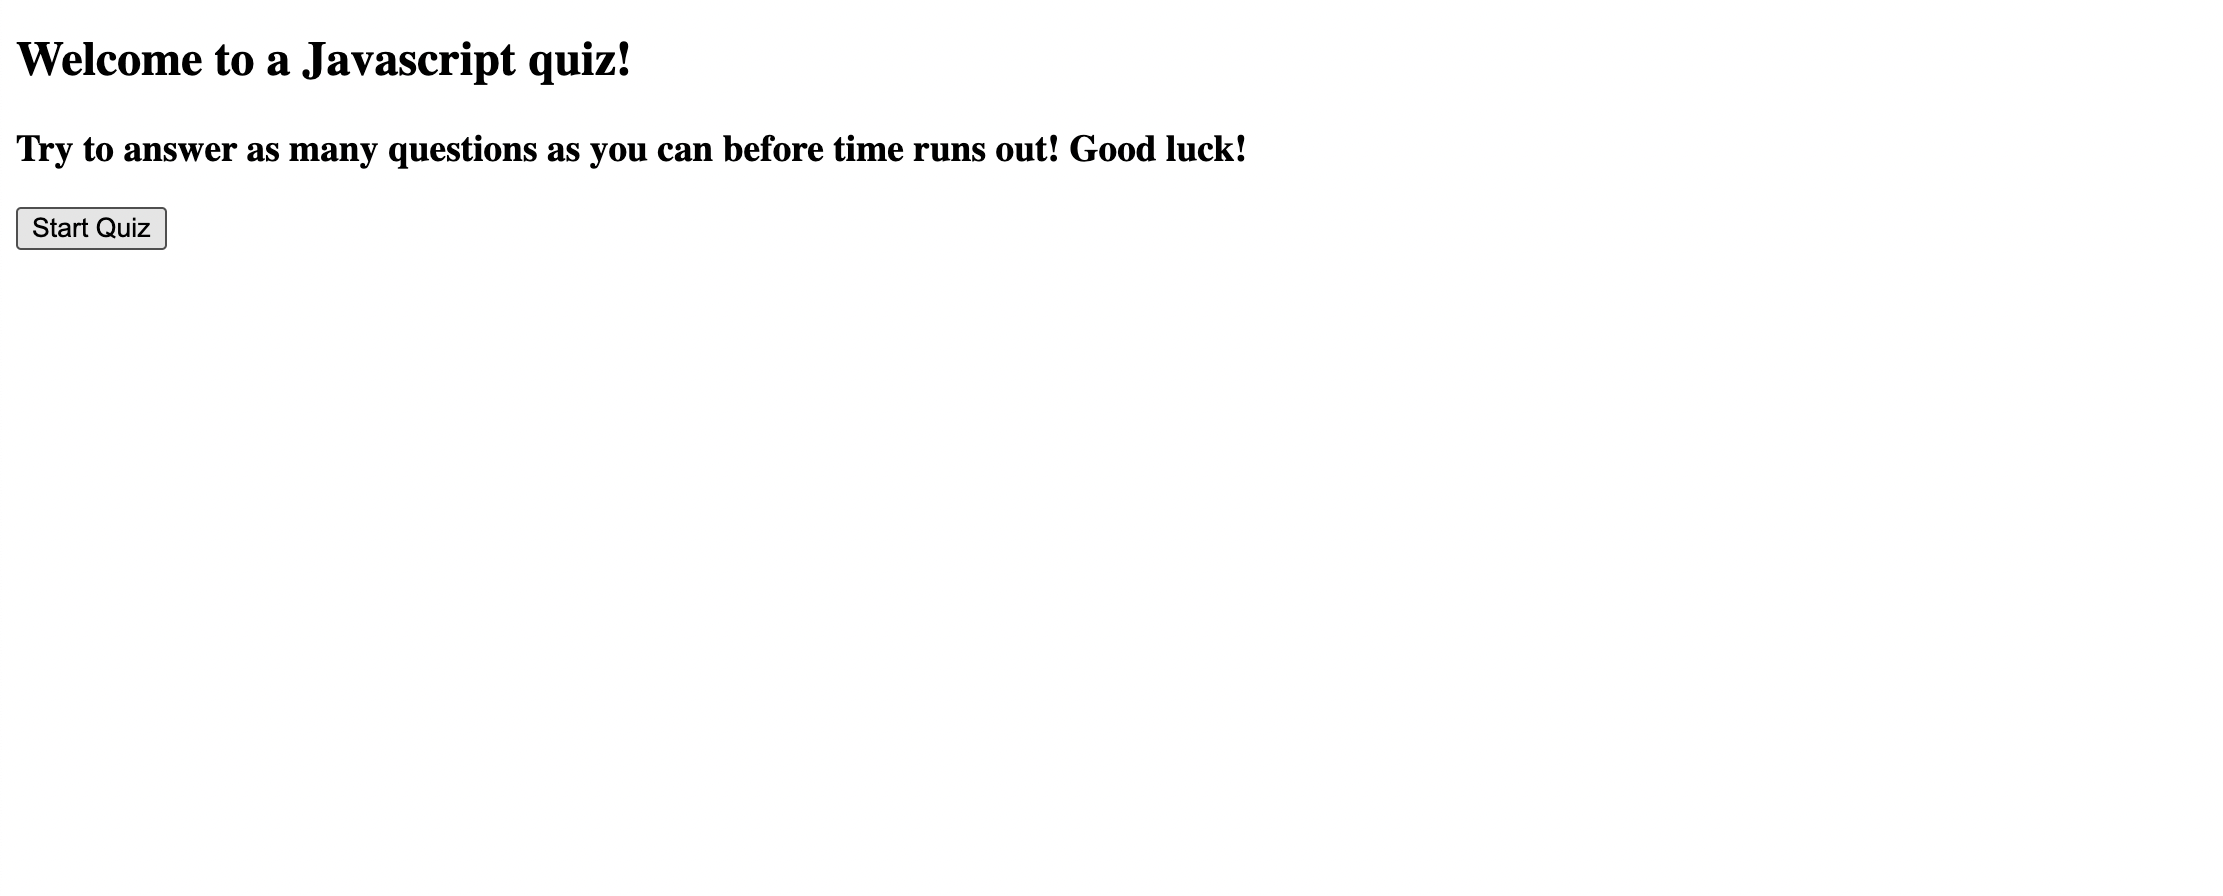 Welcome to a Javascript quiz!
Try to answer as many questions as you can before time runs out! Good luck!
Start Quiz